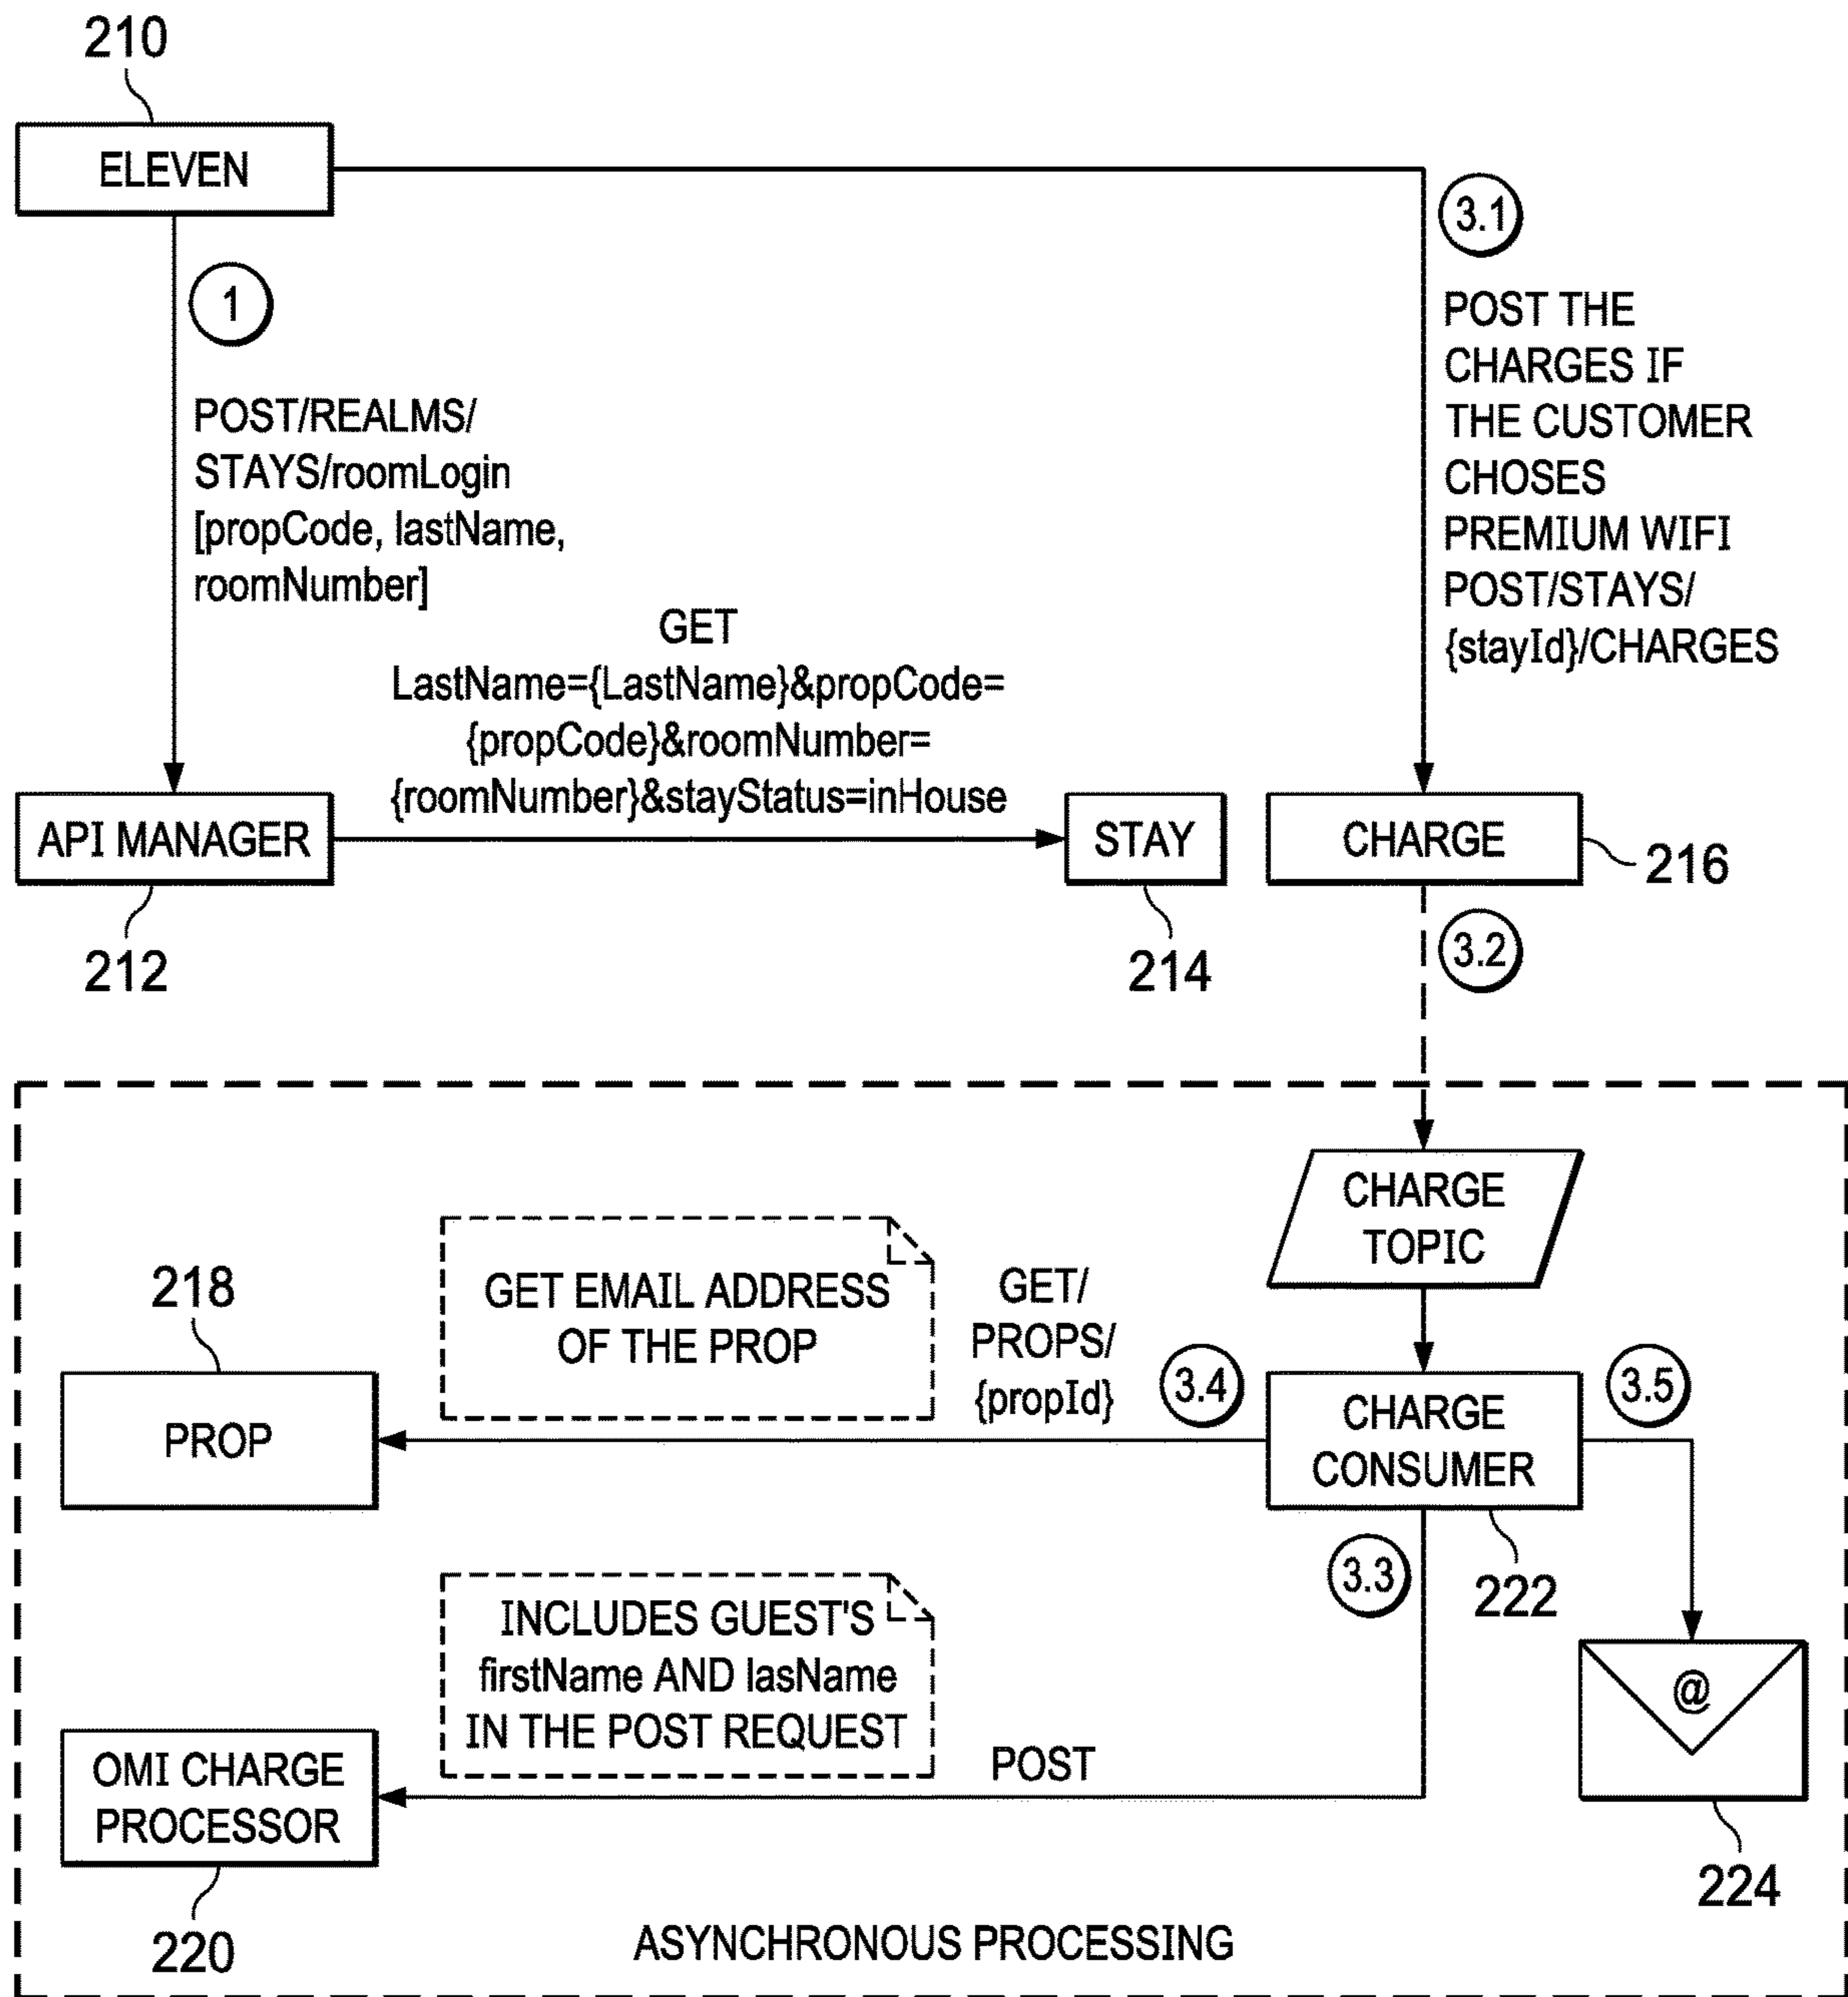 210
ELEVEN
1
POST/REALMS/
STAYS/roomLogin
[propCode, lastName,
roomNumber]
3.1
POST THE
CHARGES IF
THE CUSTOMER
CHOSES
PREMIUM WIFI
POST/STAYS/
{stayId}/CHARGES
GET
LastName={LastName}&propCode=
{propCode}&roomNumber=
{roomNumber}&stayStatus=inHouse
API MANAGER
212
STAY
214
CHARGE
216
3.2
CHARGE
TOPIC
218
PROP
GET EMAIL ADDRESS
OF THE PROP
GET/
PROPS/
{propId}
3.4
CHARGE
CONSUMER
3.5
222
3.3
INCLUDES GUEST'S
firstName AND lasName
IN THE POST REQUEST
POST
OMI CHARGE
PROCESSOR
220
@
224
ASYNCHRONOUS PROCESSING